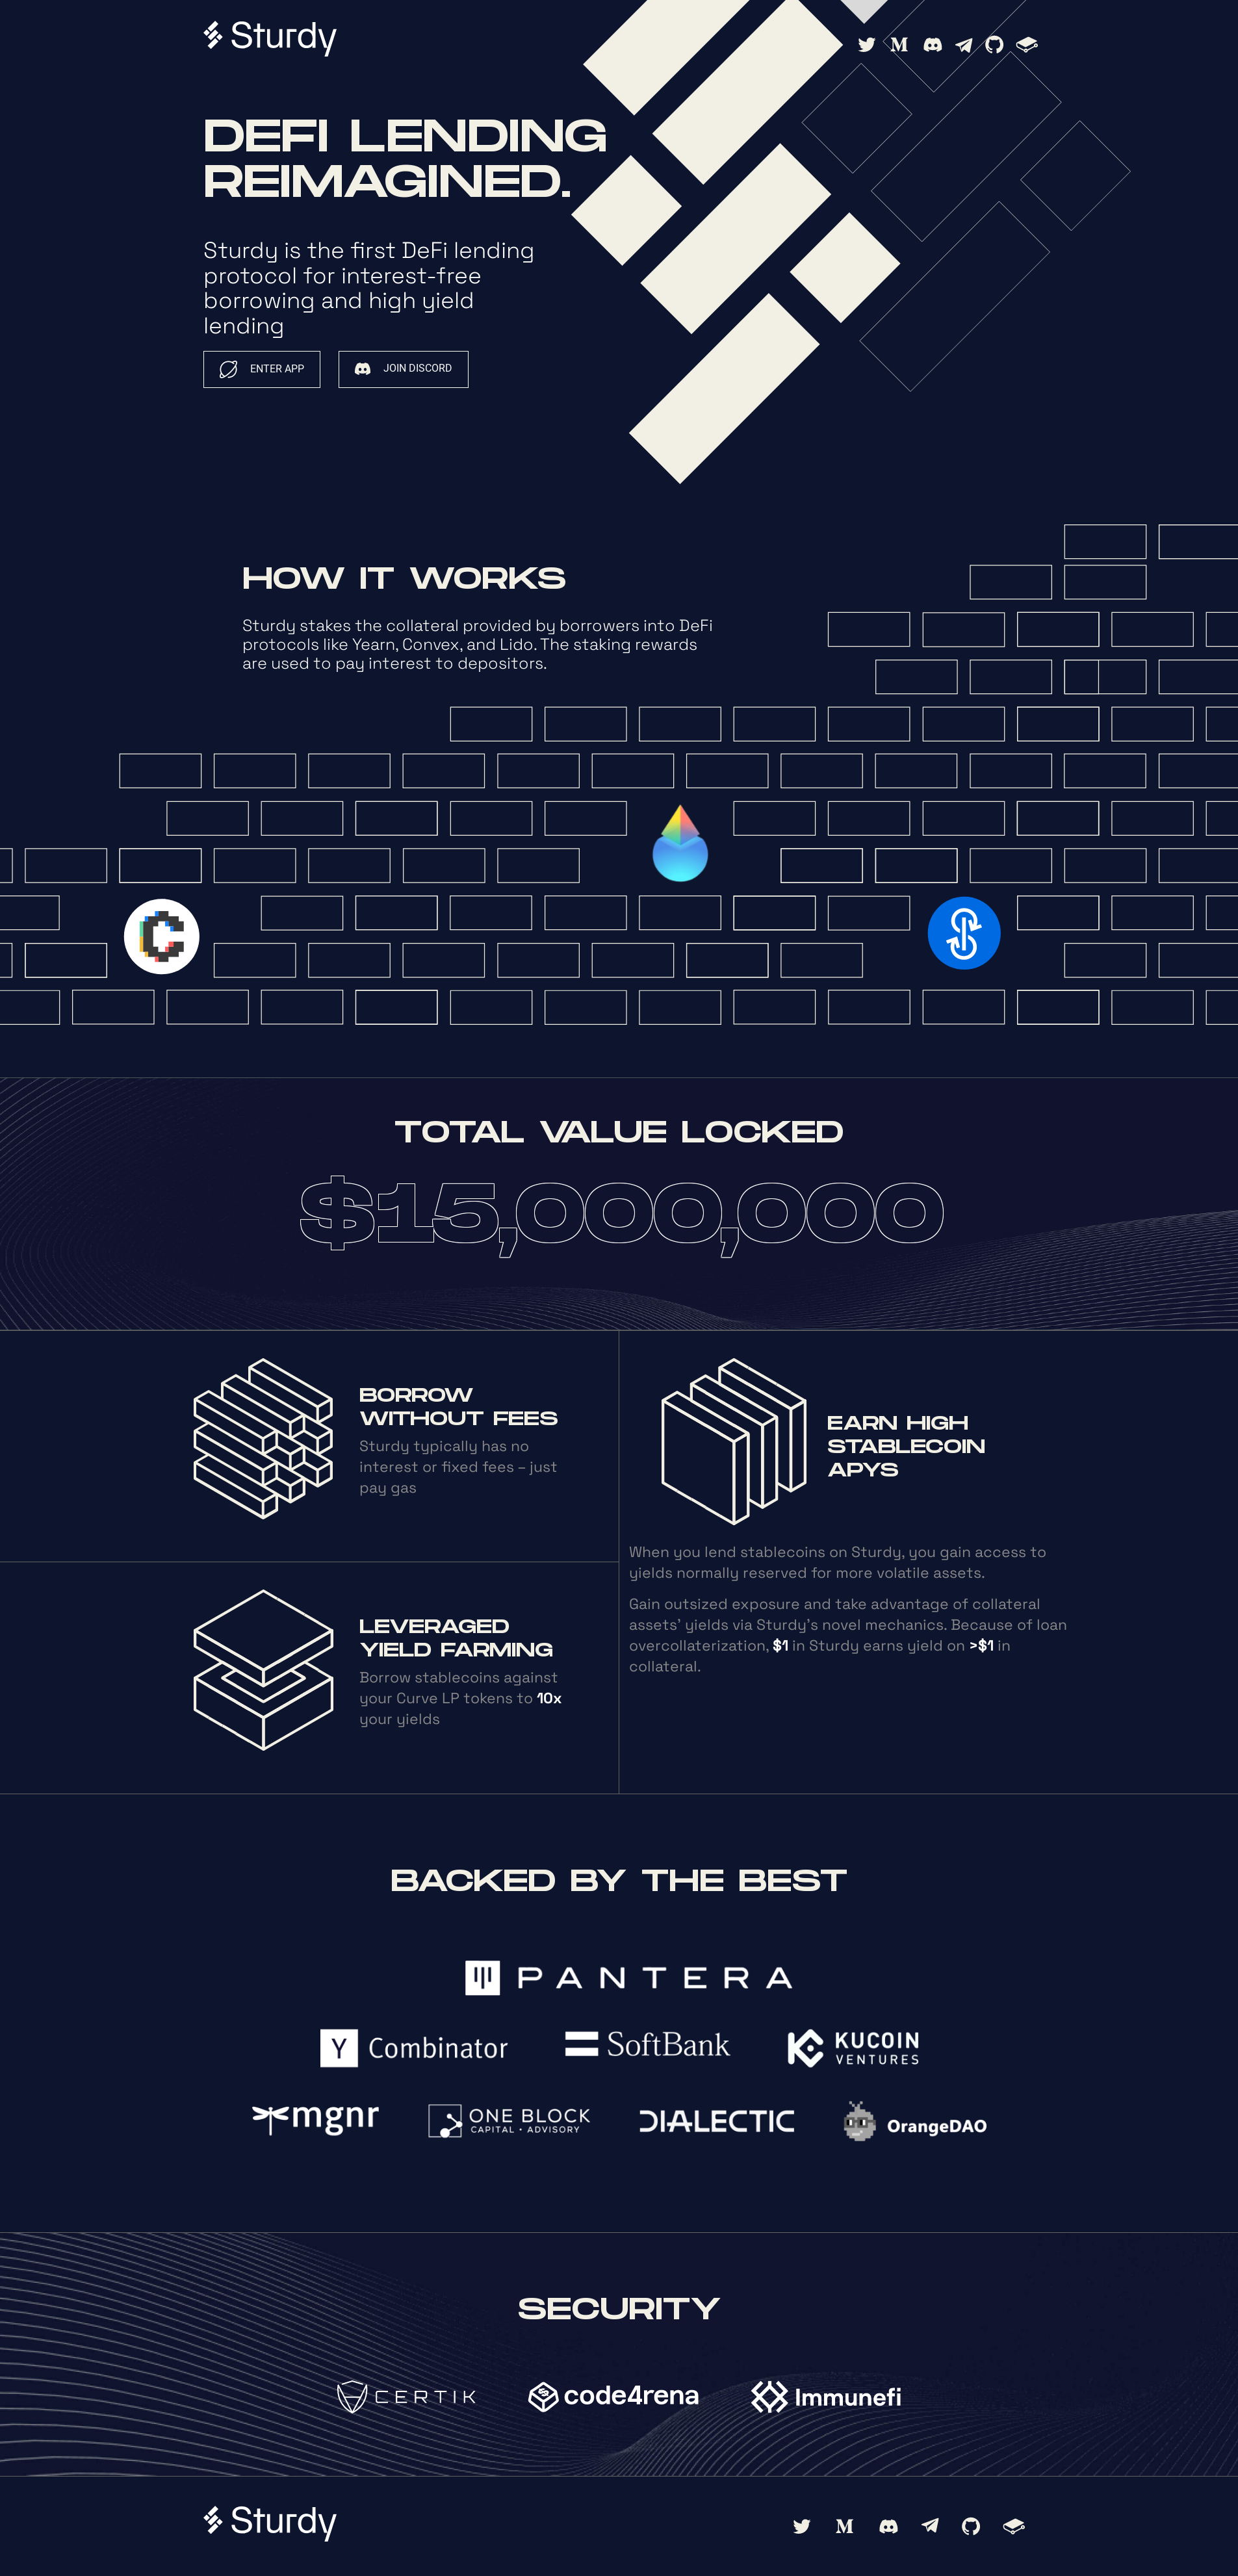 Sturdy
DEFI LENDING
REIMAGINED.
Sturdy is the first DeFi lending
protocol for interest-free
borrowing and high yield
lending
ENTER APP
JOIN DISCORD
HOW IT WORKS
Sturdy stakes the collateral provided by borrowers into DeFi
protocols like Yearn, Convex, and Lido. The staking rewards
are used to pay interest to depositors.
TOTAL VALUE LOCKED
$15,000,000
BORROW
WITHOUT FEES
Sturdy typically has no
interest or fixed fees – just
pay gas
EARN HIGH
STABLECOIN
APYS
When you lend stablecoins on Sturdy, you gain access to
yields normally reserved for more volatile assets.
Gain outsized exposure and take advantage of collateral
assets’ yields via Sturdy’s novel mechanics. Because of loan
overcollaterization, $1 in Sturdy earns yield on >$1 in
collateral.
LEVERAGED
YIELD FARMING
Borrow stablecoins against
your Curve LP tokens to 10x
your yields
BACKED BY THE BEST
PANTERA
Y Combinator
SoftBank
KUCOIN
VENTURES
mgnr
ONE BLOCK
CAPITAL • ADVISORY
DIALECTIC
OrangeDAO
SECURITY
CERTIK
code4rena
Immunefi
Sturdy